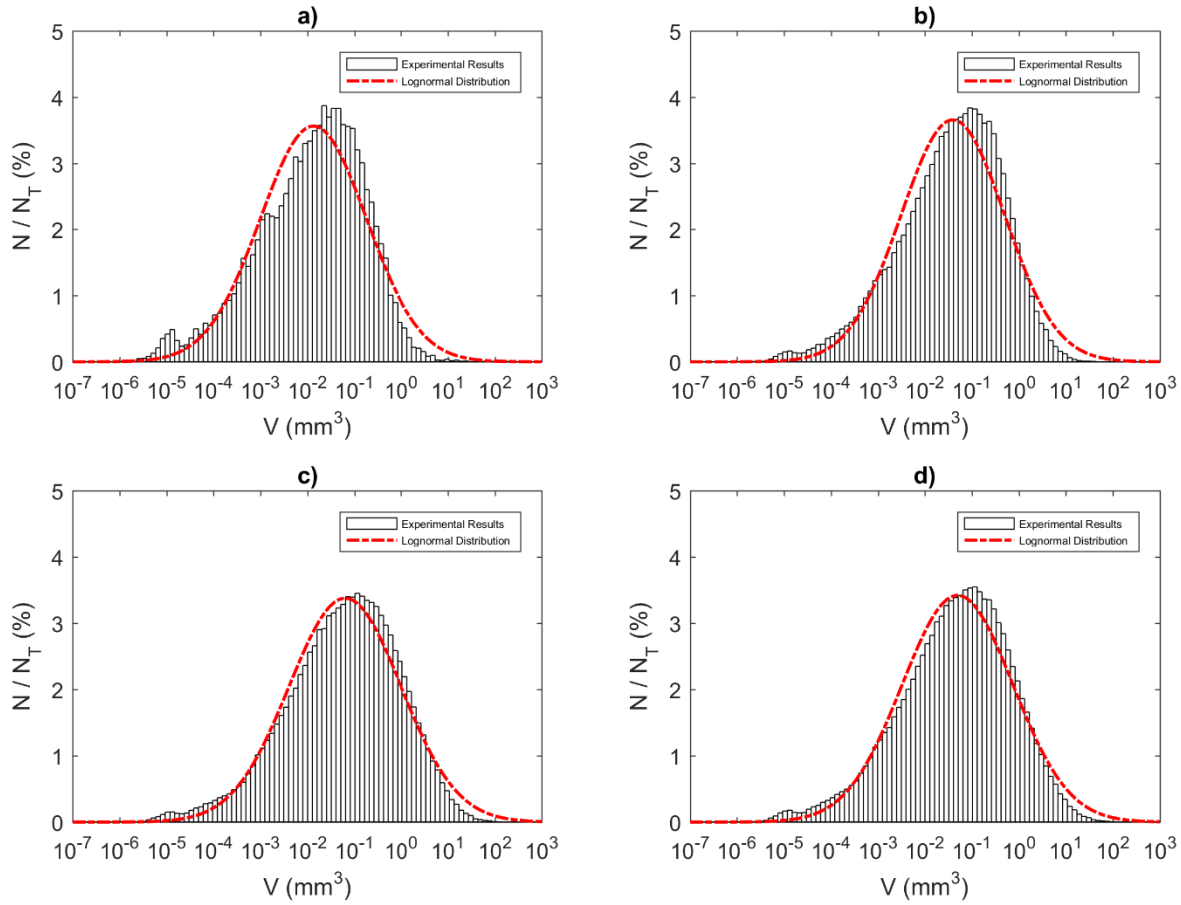 a)
5
4
3
2
1
0
N / N_T (%)
Experimental Results
Lognormal Distribution
10^-7 10^-6 10^-5 10^-4 10^-3 10^-2 10^-1 10^0 10^1 10^2 10^3
V (mm^3)
b)
5
4
3
2
1
0
N / N_T (%)
Experimental Results
Lognormal Distribution
10^-7 10^-6 10^-5 10^-4 10^-3 10^-2 10^-1 10^0 10^1 10^2 10^3
V (mm^3)
c)
5
4
3
2
1
0
N / N_T (%)
Experimental Results
Lognormal Distribution
10^-7 10^-6 10^-5 10^-4 10^-3 10^-2 10^-1 10^0 10^1 10^2 10^3
V (mm^3)
d)
5
4
3
2
1
0
N / N_T (%)
Experimental Results
Lognormal Distribution
10^-7 10^-6 10^-5 10^-4 10^-3 10^-2 10^-1 10^0 10^1 10^2 10^3
V (mm^3)